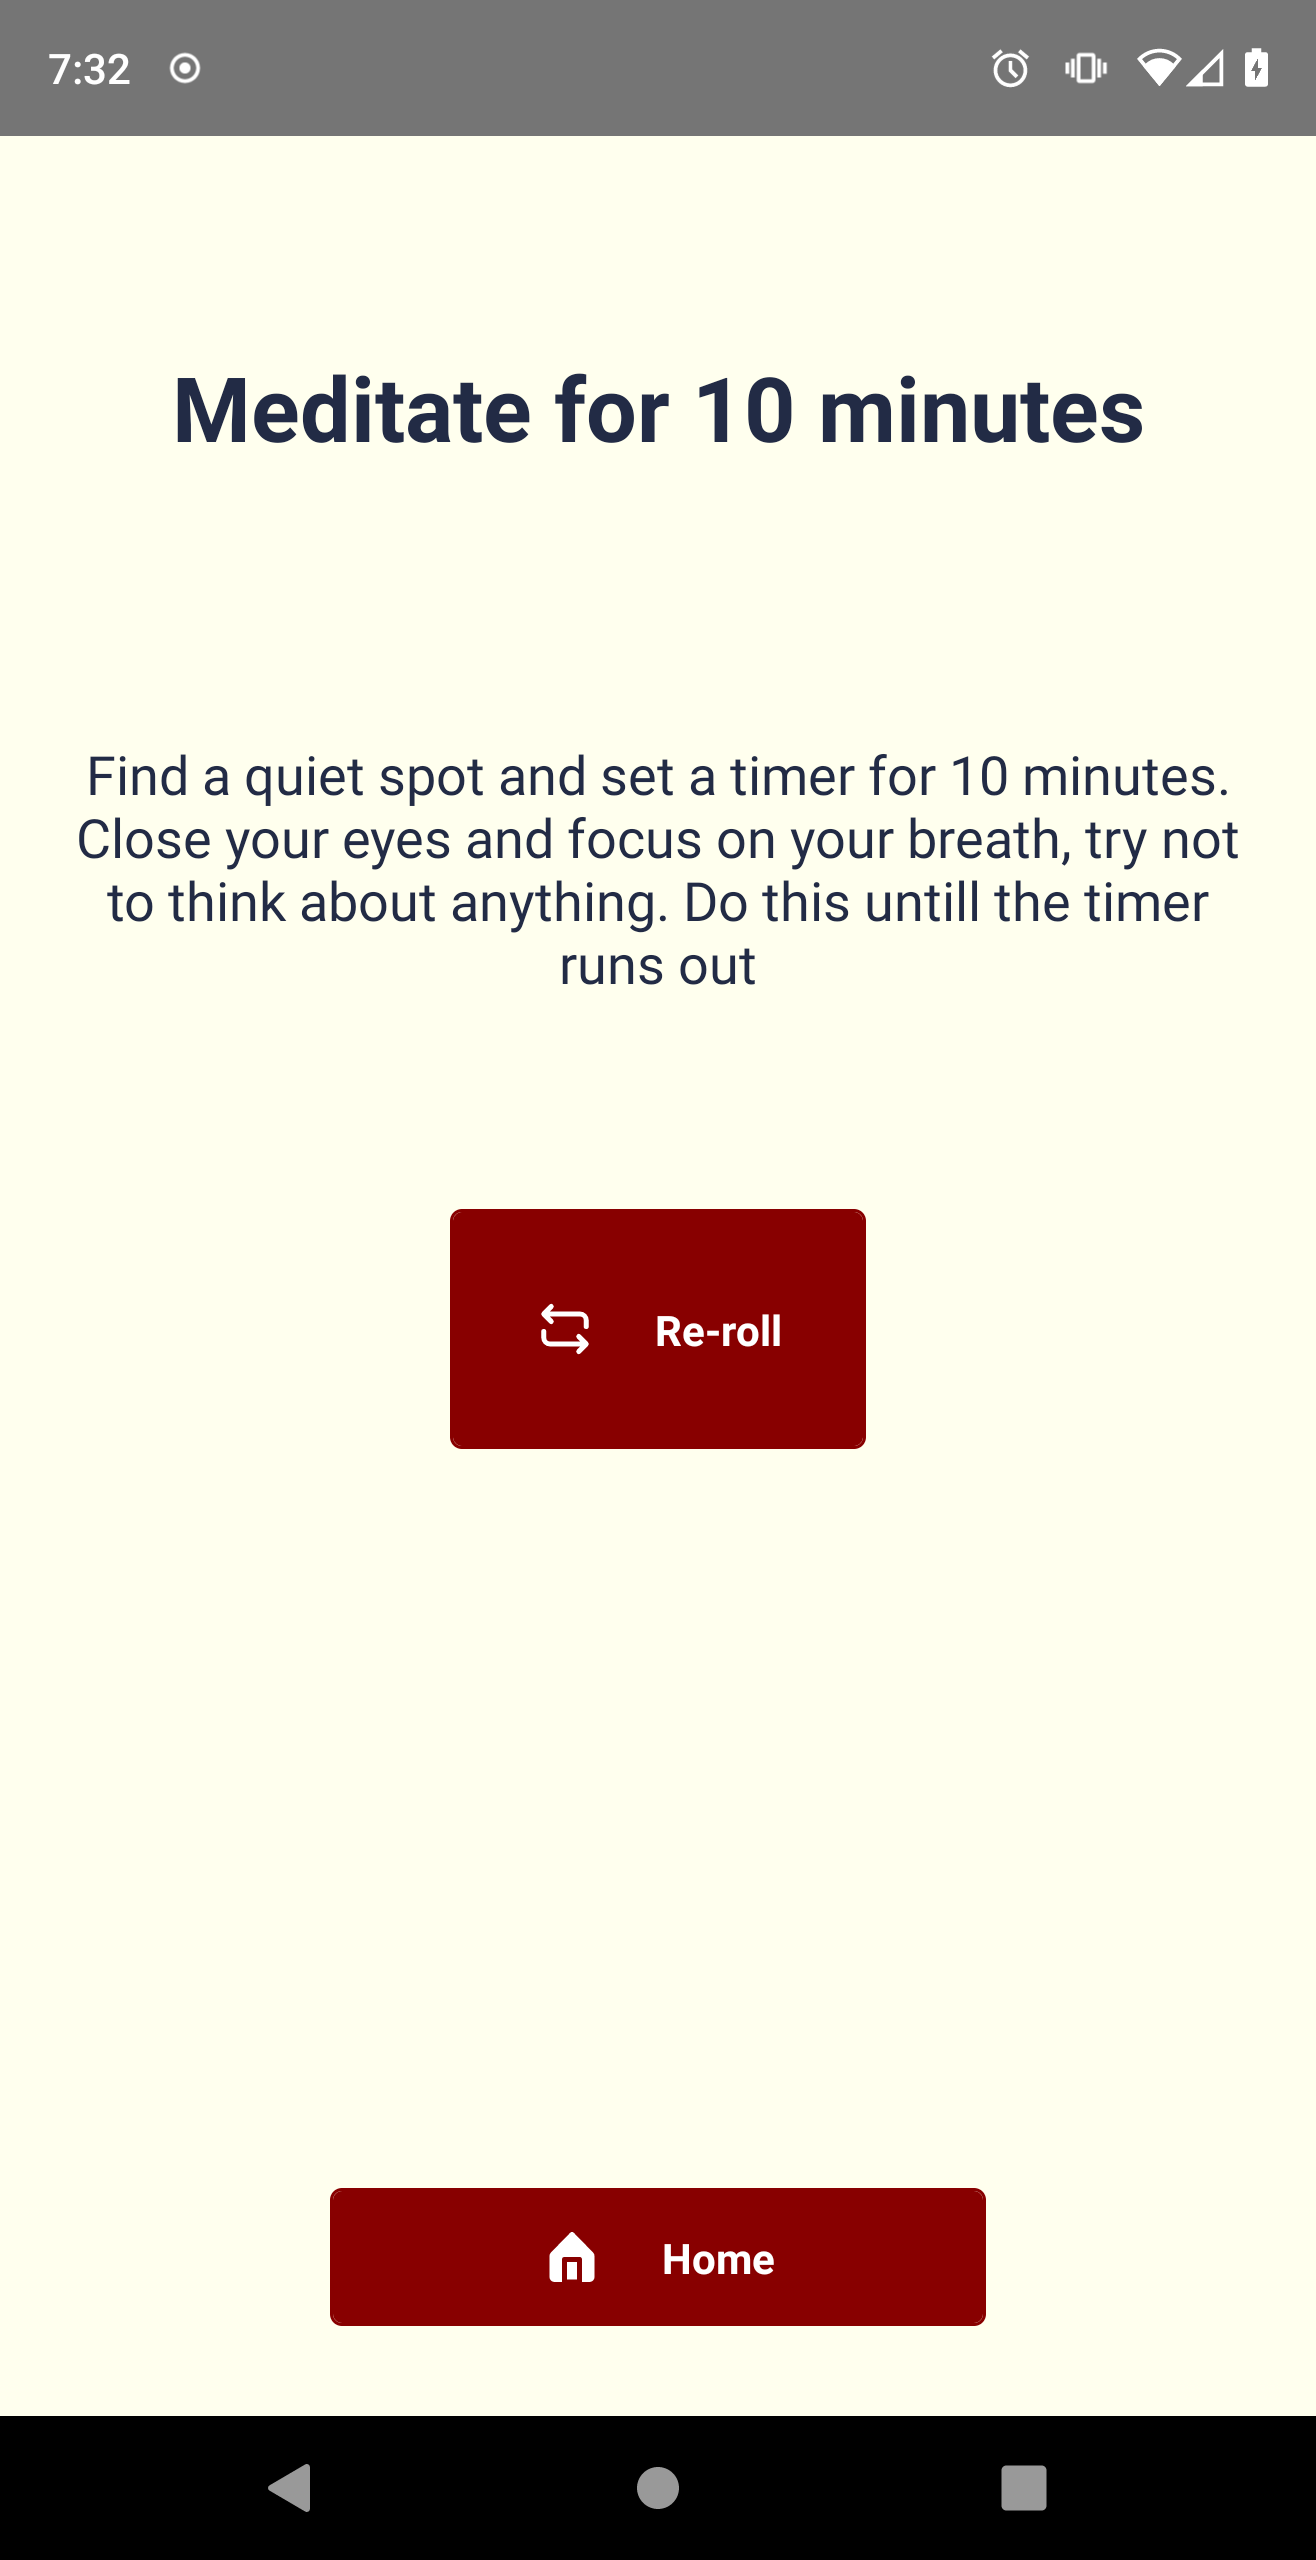 7:32
Meditate for 10 minutes
Find a quiet spot and set a timer for 10 minutes.
Close your eyes and focus on your breath, try not
to think about anything. Do this untill the timer
runs out
Re-roll
Home